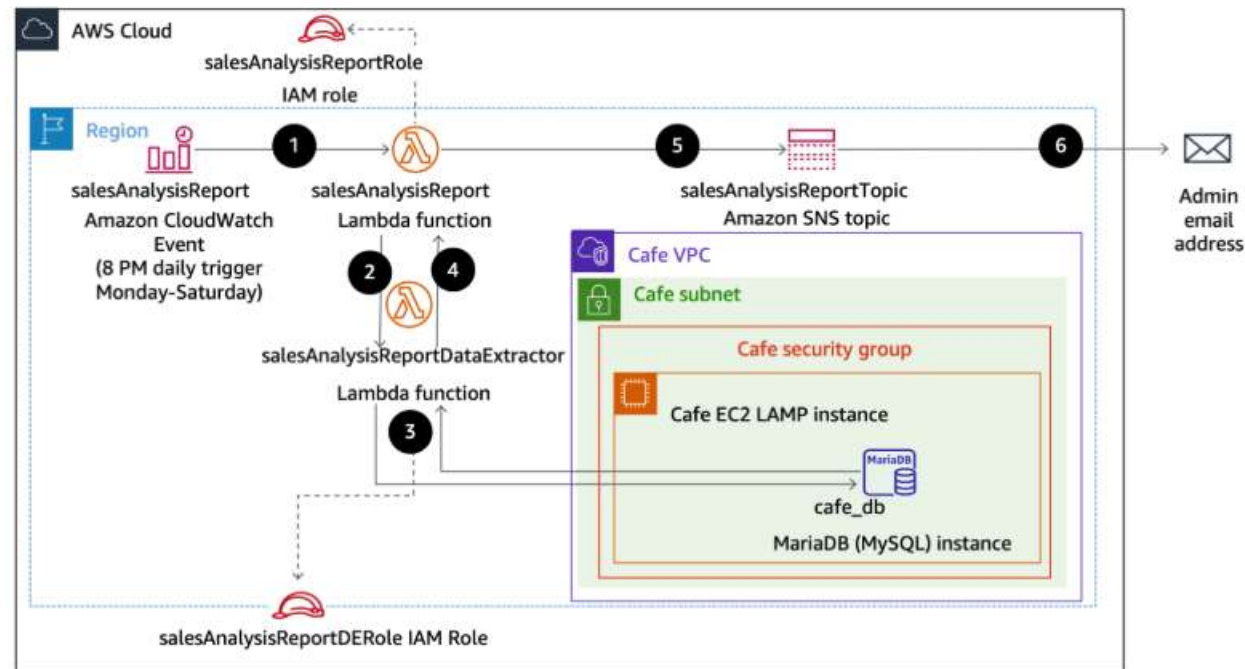 AWS Cloud
salesAnalysisReportRole
IAM role
Region
1
5
6
salesAnalysisReport
Amazon CloudWatch
Event
(8 PM daily trigger
Monday-Saturday)
salesAnalysisReport
Lambda function
salesAnalysisReportTopic
Amazon SNS topic
Admin
email
address
2
4
salesAnalysisReportDataExtractor
Lambda function
3
Cafe VPC
Cafe subnet
Cafe security group
Cafe EC2 LAMP instance
MariaDB
cafe_db
MariaDB (MySQL) instance
salesAnalysisReportDERole IAM Role